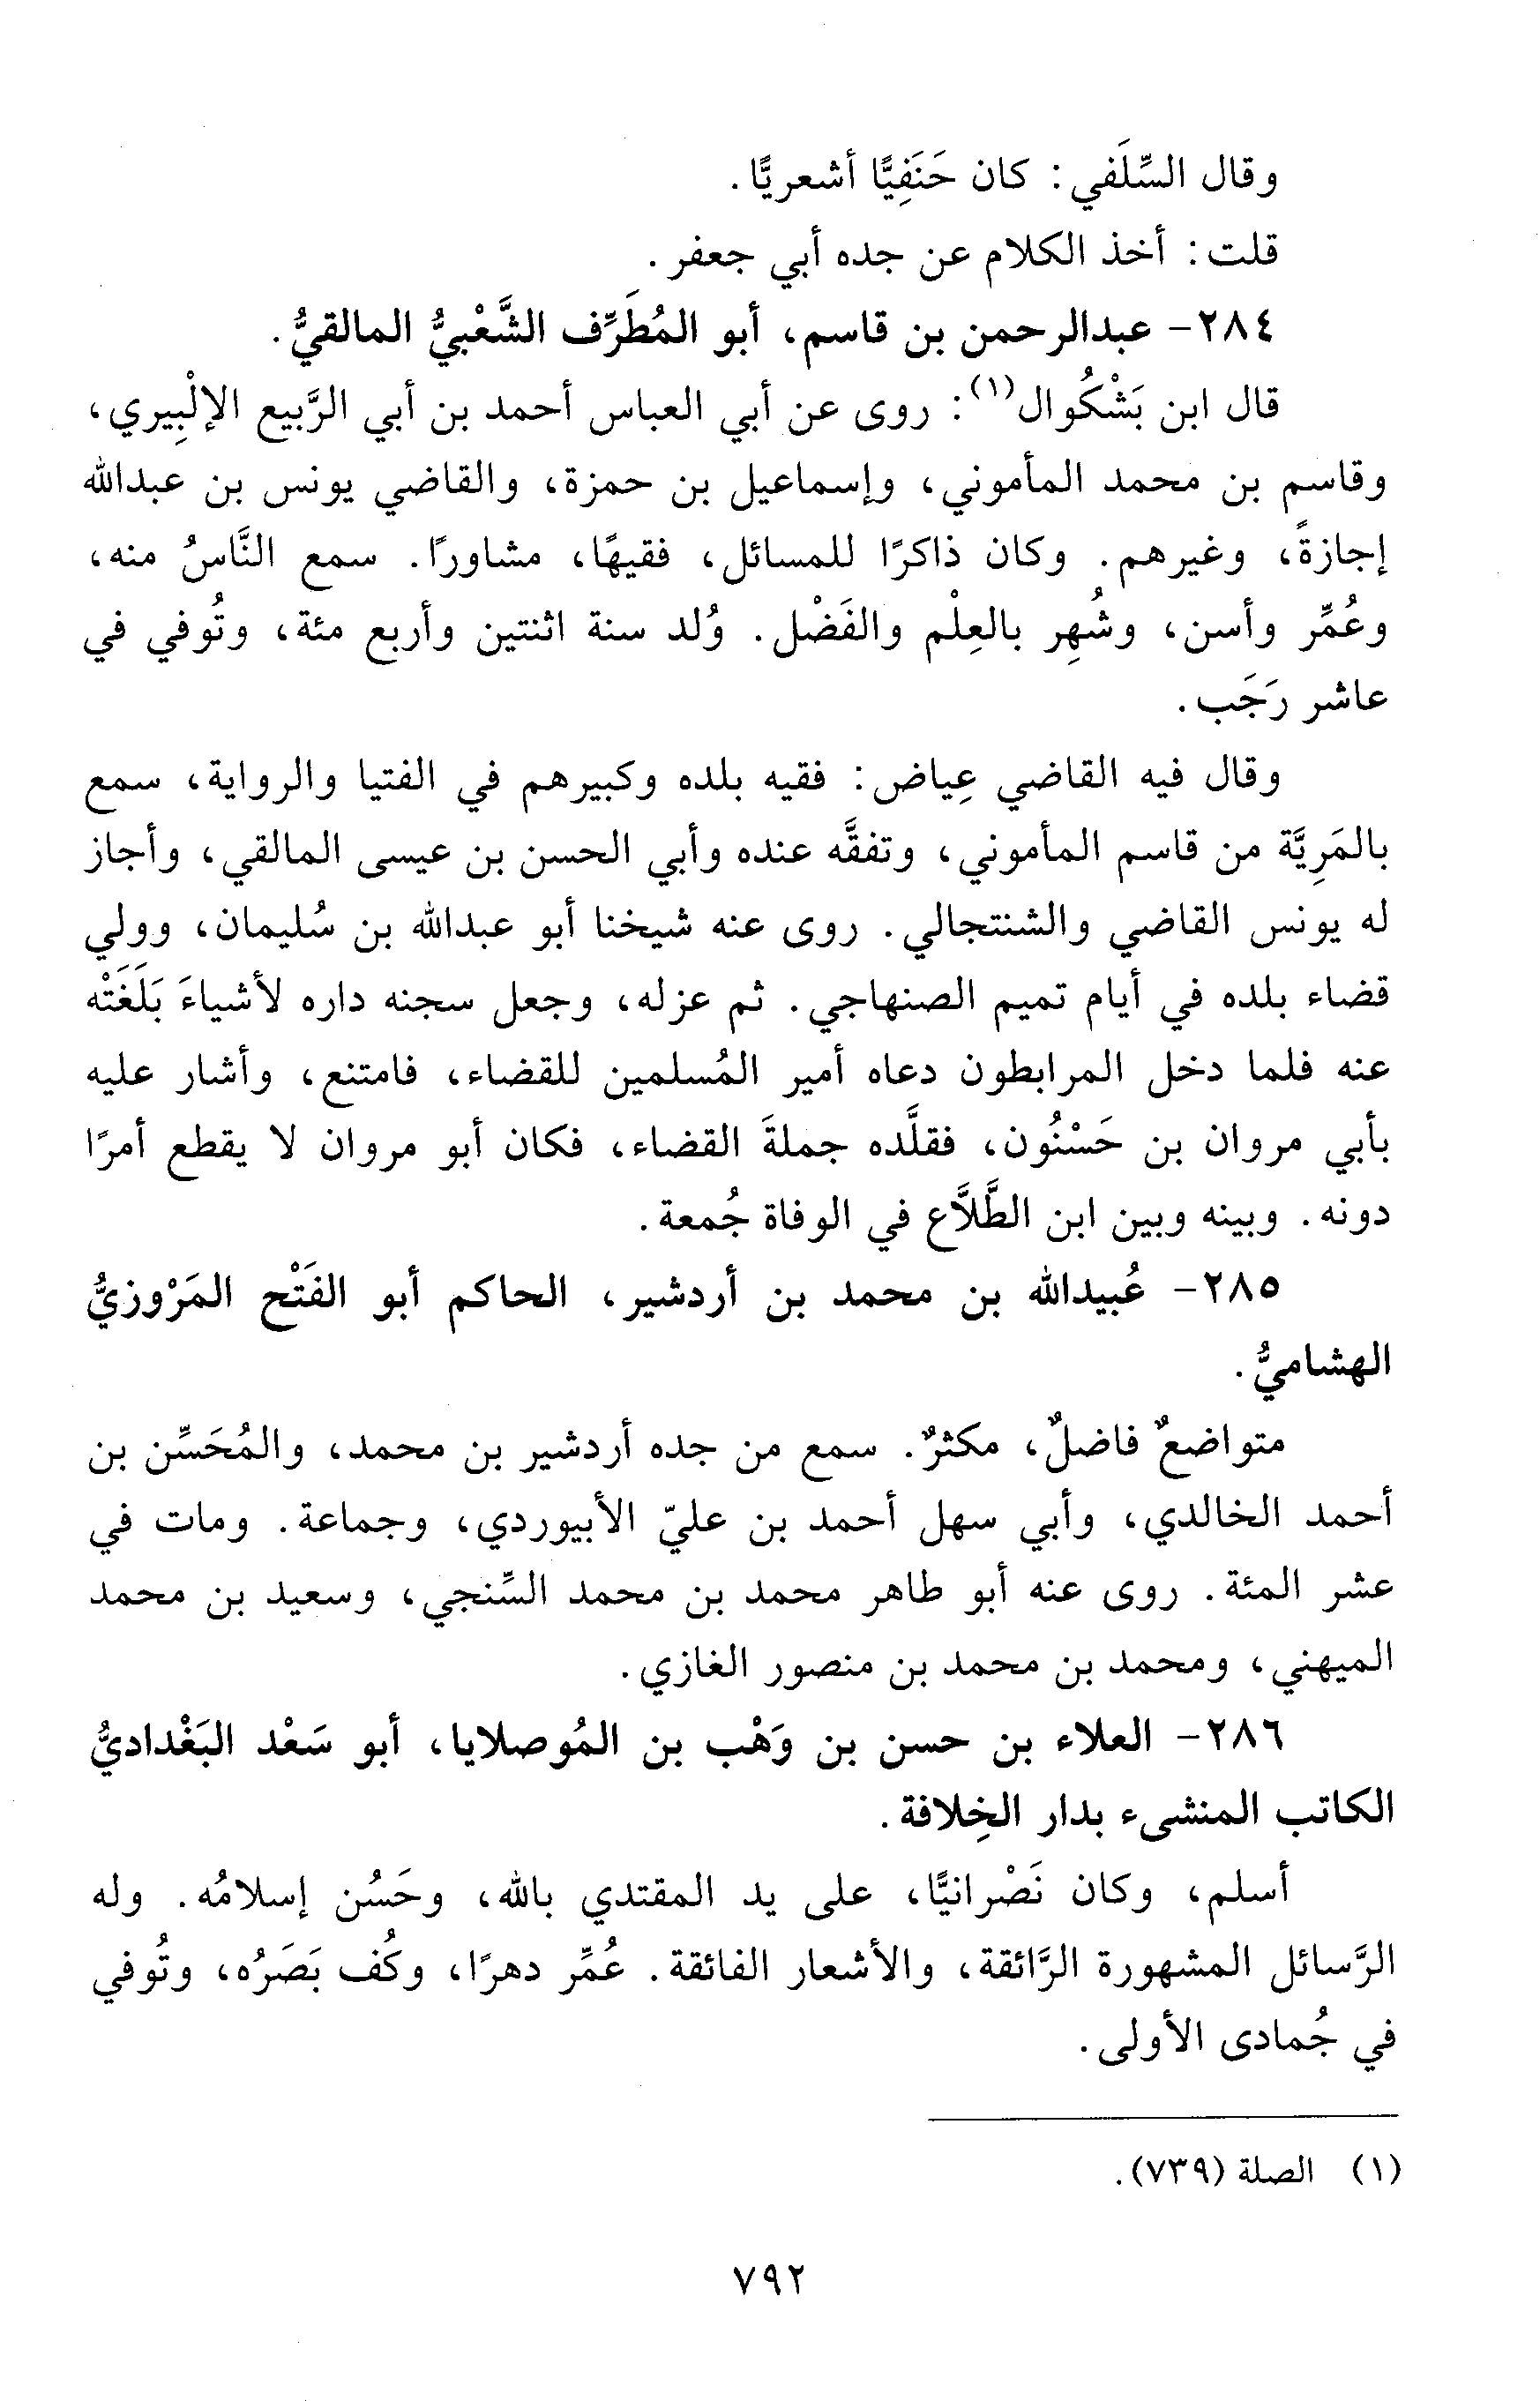 وقال السِّلَفي: كان حَنَفِيًّا أشعريًّا.
قلت: أخذ الكلام عن جده أبي جعفر.
٢٨٤- عبدالرحمن بن قاسم، أبو المُطَرِّف الشَّعْبيُّ المالقيُّ.
قال ابن بَشْكُوال(١): روى عن أبي العباس أحمد بن أبي الرَّبيع الإلْبِيري،
وقاسم بن محمد المأموني، وإسماعيل بن حمزة، والقاضي يونس بن عبدالله
إجازةً، وغيرهم. وكان ذاكرًا للمسائل، فقيهًا، مشاورًا. سمع النَّاسُ منه،
وعُمِّر وأسن، وشُهِر بالعِلْم والفَضْل. وُلد سنة اثنتين وأربع مئة، وتُوفي في
عاشر رَجَب.
وقال فيه القاضي عِياض: فقيه بلده وكبيرهم في الفتيا والرواية، سمع
بالمَرِيَّة من قاسم المأموني، وتفقَّه عنده وأبي الحسن بن عيسى المالقي، وأجاز
له يونس القاضي والشنتجالي. روى عنه شيخنا أبو عبدالله بن سُليمان، وولي
قضاء بلده في أيام تميم الصنهاجي. ثم عزله، وجعل سجنه داره لأشياءَ بَلَغَتْه
عنه فلما دخل المرابطون دعاه أمير المُسلمين للقضاء، فامتنع، وأشار عليه
بأبي مروان بن حَسْنُون، فقلَّده جملةَ القضاء، فكان أبو مروان لا يقطع أمرًا
دونه. وبينه وبين ابن الطَّلَّاع في الوفاة جُمعة.
٢٨٥- عُبيدالله بن محمد بن أردشير، الحاكم أبو الفَتْح المَرْوزيُّ
الهشاميُّ.
متواضعٌ فاضلٌ، مكثرٌ. سمع من جده أردشير بن محمد، والمُحَسِّن بن
أحمد الخالدي، وأبي سهل أحمد بن عليّ الأبيوردي، وجماعة. ومات في
عشر المئة. روى عنه أبو طاهر محمد بن محمد السِّنجي، وسعيد بن محمد
الميهني، ومحمد بن محمد بن منصور الغازي.
٢٨٦- العلاء بن حسن بن وَهْب بن المُوصلايا، أبو سَعْد البَغْداديُّ
الكاتب المنشىء بدار الخِلافة.
أسلم، وكان نَصْرانيًّا، على يد المقتدي بالله، وحَسُن إسلامُه. وله
الرَّسائل المشهورة الرَّائقة، والأشعار الفائقة. عُمِّر دهرًا، وكُف بَصَرُه، وتُوفي
في جُمادى الأولى.
(١) الصلة (٧٣٩).
٧٩٢